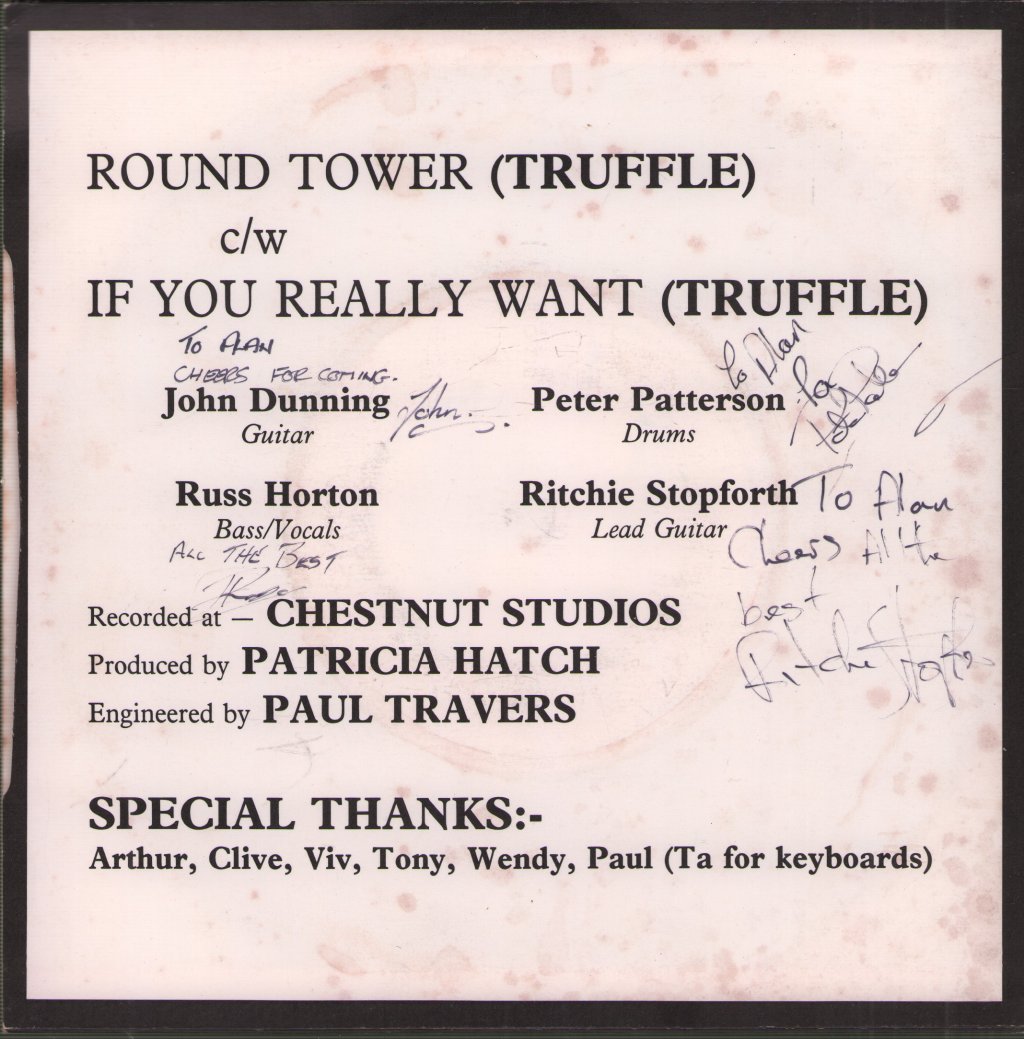 ROUND TOWER (TRUFFLE)
c/w
IF YOU REALLY WANT (TRUFFLE)
TO ALAN
CHEERS FOR COMING.
John Dunning John.
Guitar
Peter Patterson To Alan
Drums
Russ Horton
Bass/Vocals
ALL THE BEST
Ritchie Stopforth To Alan
Lead Guitar Cheers All the
best
Ritchie Stopforth
Recorded at – CHESTNUT STUDIOS
Produced by PATRICIA HATCH
Engineered by PAUL TRAVERS
SPECIAL THANKS:-
Arthur, Clive, Viv, Tony, Wendy, Paul (Ta for keyboards)